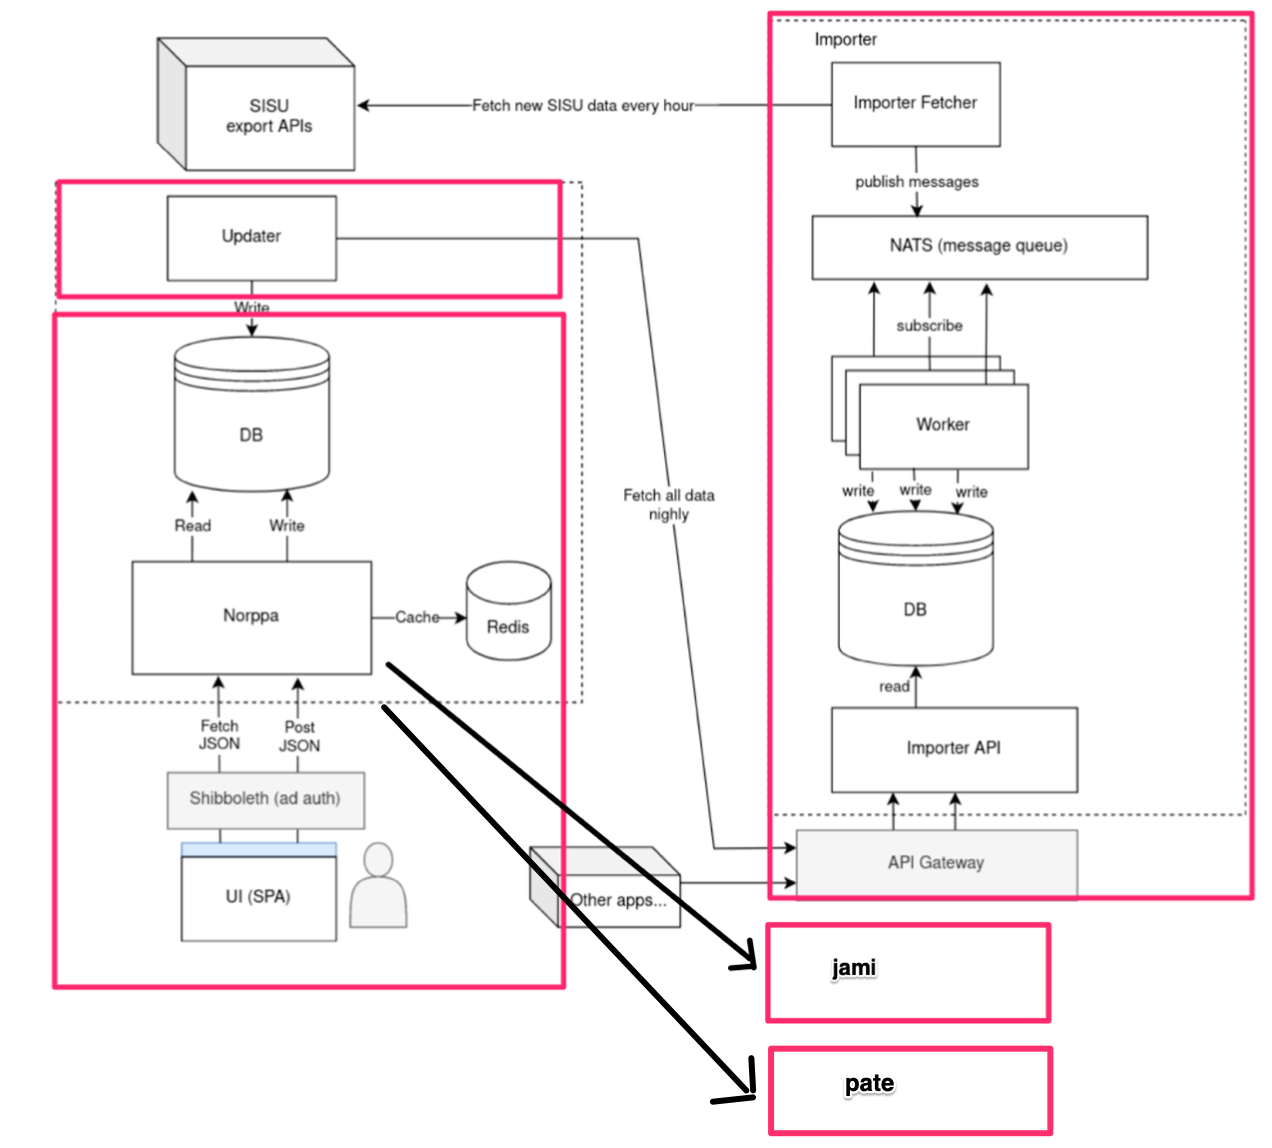 Importer
SISU
export APIs
Fetch new SISU data every hour
Importer Fetcher
publish messages
Updater
NATS (message queue)
Write
subscribe
DB
Worker
write
write
write
Fetch all data
nighly
Read
Write
Norppa
Cache
Redis
DB
read
Fetch
JSON
Post
JSON
Importer API
Shibboleth (ad auth)
API Gateway
UI (SPA)
Other apps...
jami
pate